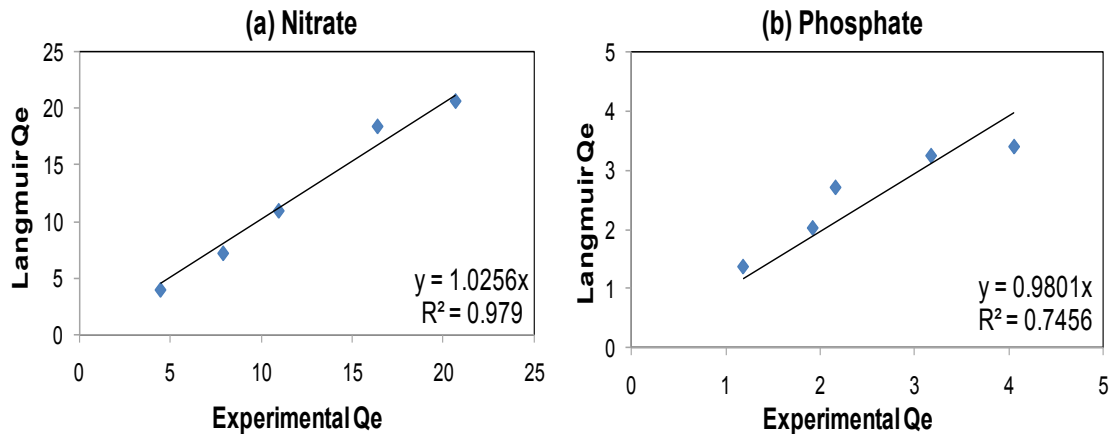 (a) Nitrate
25
20
15
10
5
0
Langmuir Qe
y = 1.0256x
R² = 0.979
0 5 10 15 20 25
Experimental Qe
(b) Phosphate
5
4
3
2
1
0
Langmuir Qe
y = 0.9801x
R² = 0.7456
0 1 2 3 4 5
Experimental Qe